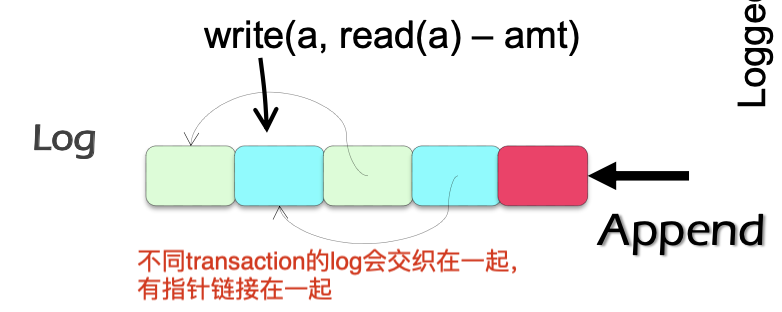 write(a, read(a) – amt)
Logged
Log
Append
不同transaction的log会交织在一起,
有指针链接在一起